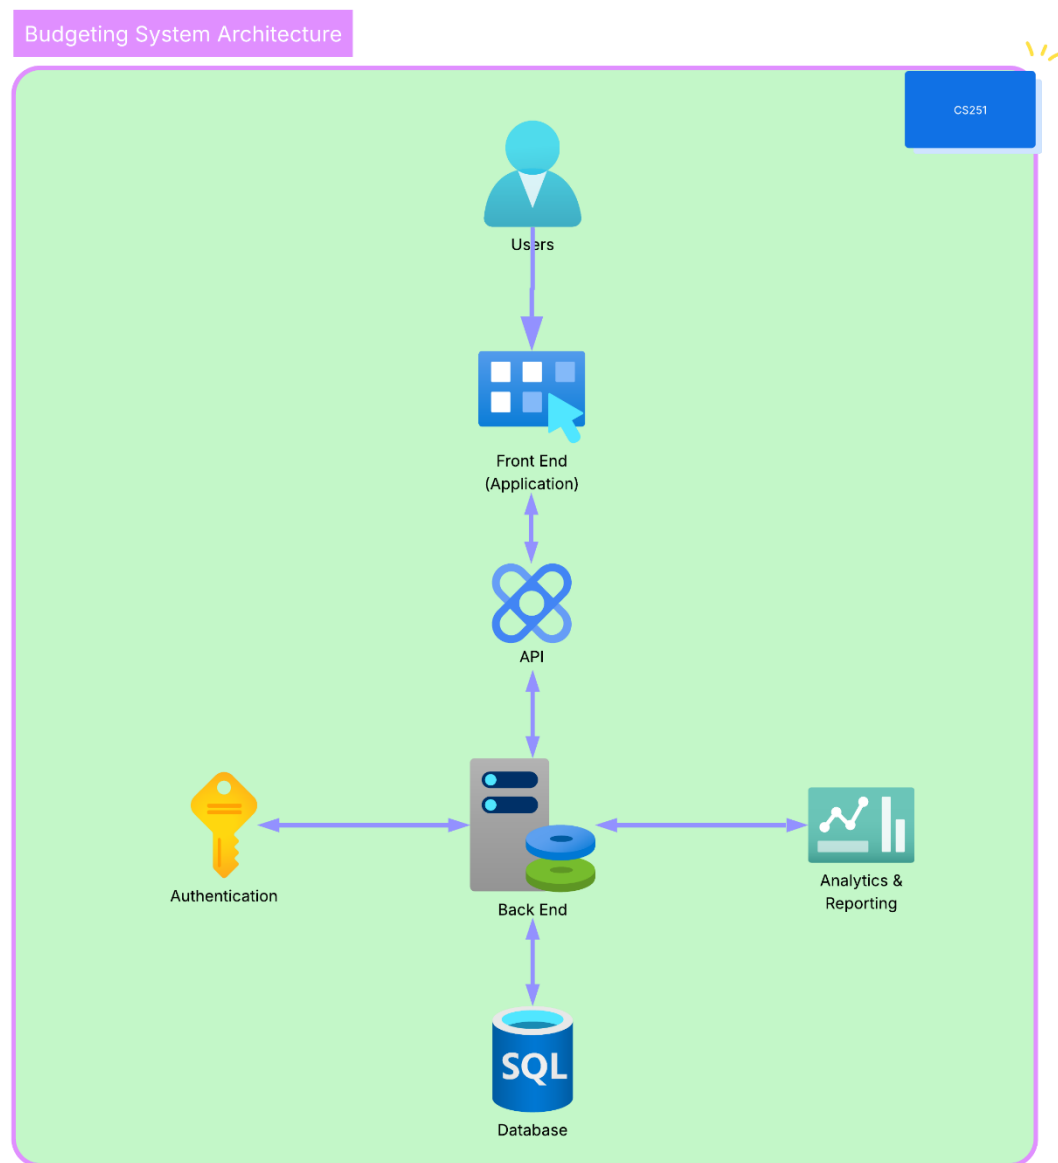 Budgeting System Architecture
CS251
Users
Front End
(Application)
API
Authentication
Back End
Analytics &
Reporting
SQL
Database